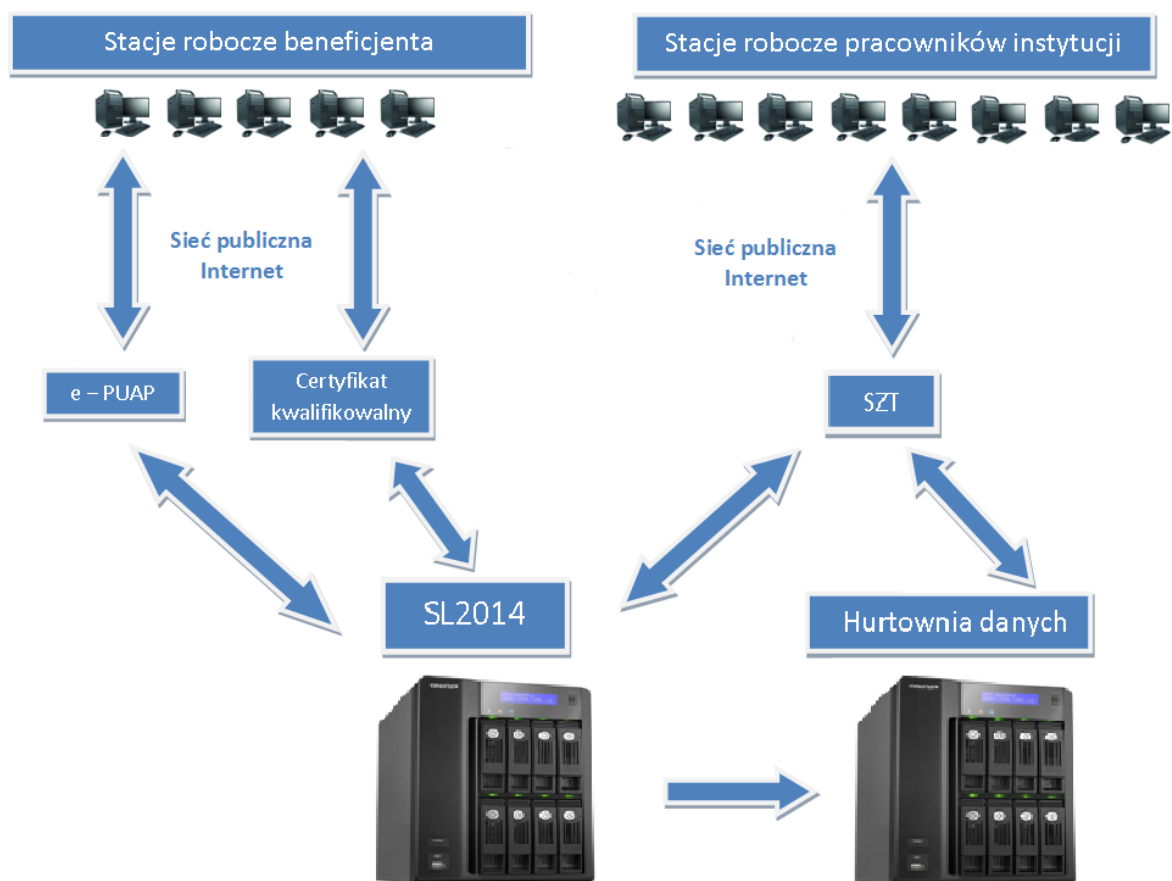 Stacje robocze beneficjenta
Stacje robocze pracowników instytucji
Sieć publiczna
Internet
Sieć publiczna
Internet
e – PUAP
Certyfikat
kwalifikowalny
SZT
SL2014
Hurtownia danych